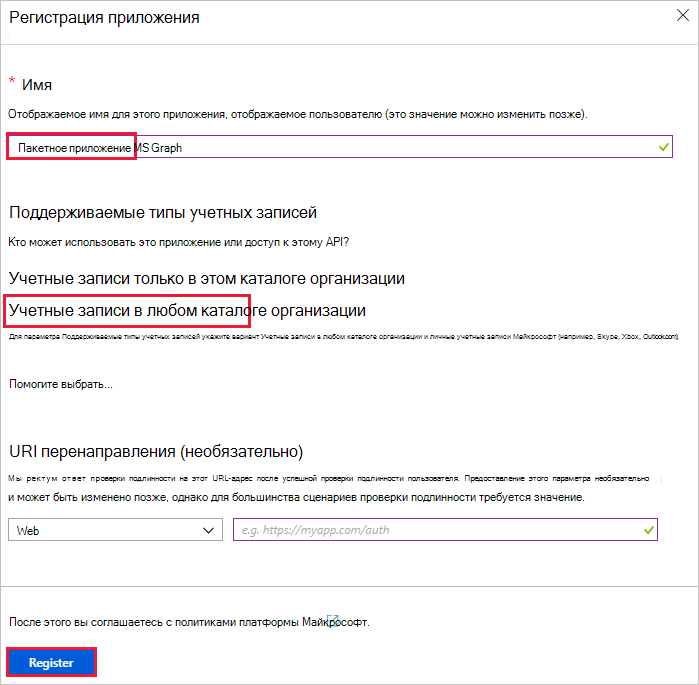 Регистрация приложения
* Имя
Отображаемое имя для этого приложения, отображаемое пользователю (это значение можно изменить позже).
Пакетное приложение MS Graph
Поддерживаемые типы учетных записей
Кто может использовать это приложение или доступ к этому API?
Учетные записи только в этом каталоге организации
Учетные записи в любом каталоге организации
Для параметра Поддерживаемые типы учетных записей укажите вариант Учетные записи в любом каталоге организации и личные учетные записи Майкрософт (например, Skype, Xbox, Outlook.com).
Помогите выбрать...
URI перенаправления (необязательно)
Мы ректум ответ проверки подлинности на этот URL-адрес после успешной проверки подлинности пользователя. Предоставление этого параметра необязательно
и может быть изменено позже, однако для большинства сценариев проверки подлинности требуется значение.
Web
e.g. https://myapp.com/auth
После этого вы соглашаетесь с политиками платформы Майкрософт.
Register